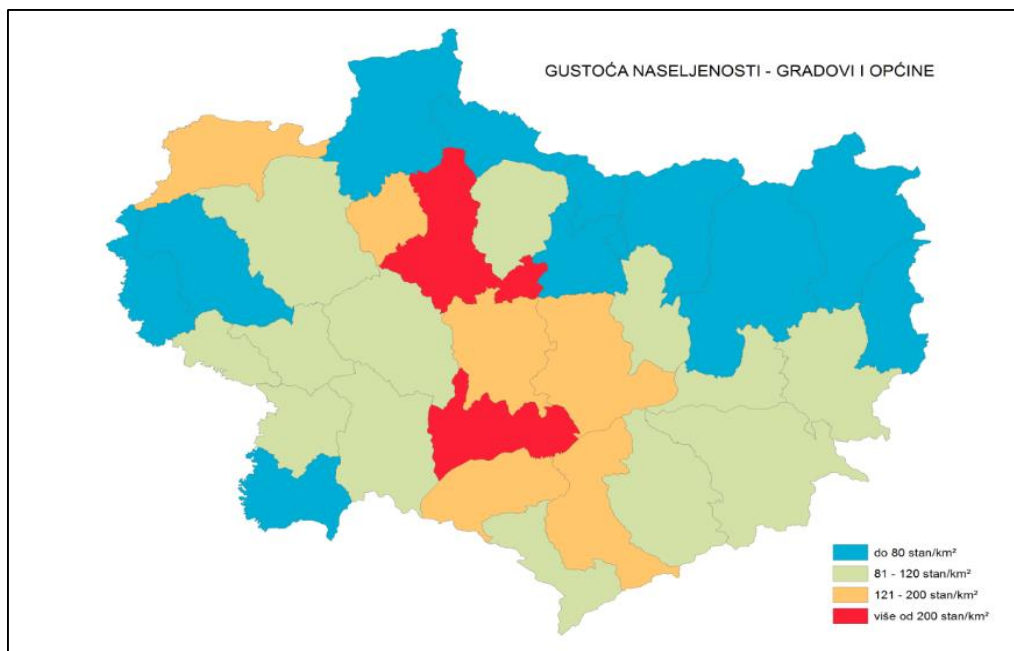 GUSTOĆA NASELJENOSTI - GRADOVI I OPĆINE
do 80 stan/km²
81 - 120 stan/km²
121 - 200 stan/km²
više od 200 stan/km²